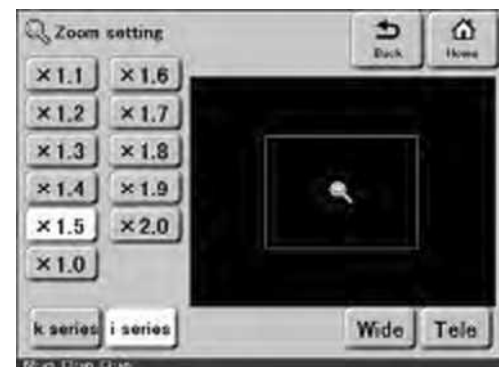 Zoom setting
Back
Home
×1.1 ×1.6
×1.2 ×1.7
×1.3 ×1.8
×1.4 ×1.9
×1.5 ×2.0
×1.0
k series i series
Wide Tele